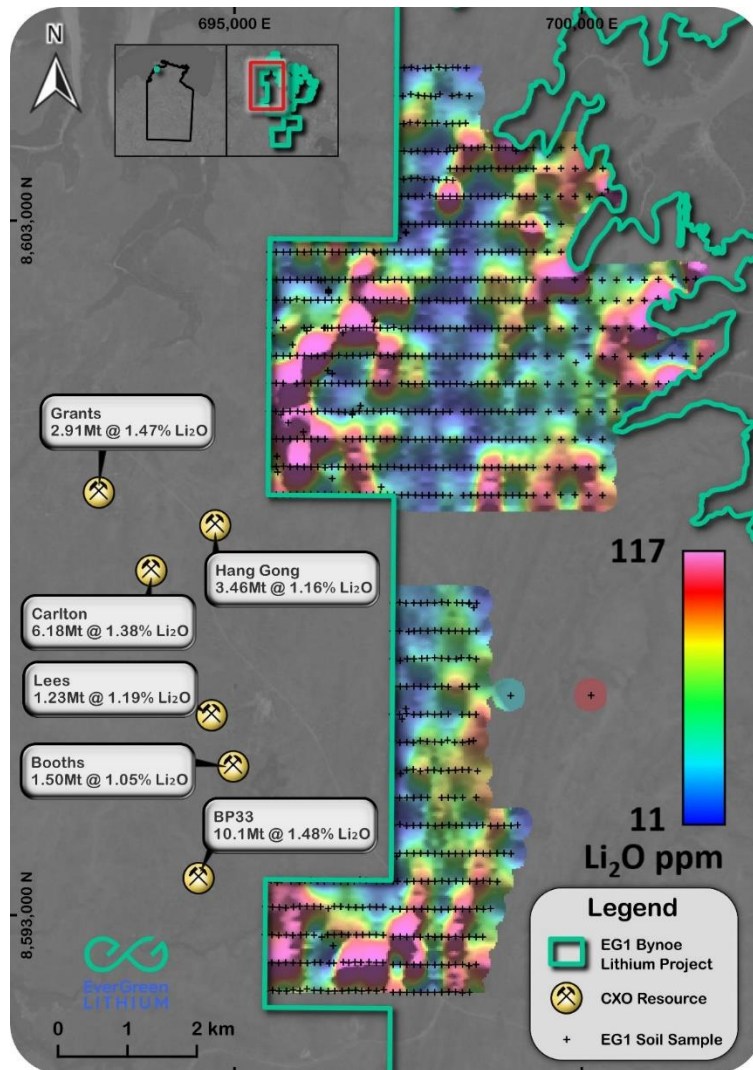 695,000 E
700,000 E
N
8,603,000 N
Grants
2.91Mt @ 1.47% Li₂O
Hang Gong
3.46Mt @ 1.16% Li₂O
Carlton
6.18Mt @ 1.38% Li₂O
Lees
1.23Mt @ 1.19% Li₂O
Booths
1.50Mt @ 1.05% Li₂O
BP33
10.1Mt @ 1.48% Li₂O
117
11
Li₂O ppm
8,593,000 N
EverGreen
LITHIUM
0 1 2 km
Legend
EG1 Bynoe
Lithium Project
CXO Resource
EG1 Soil Sample